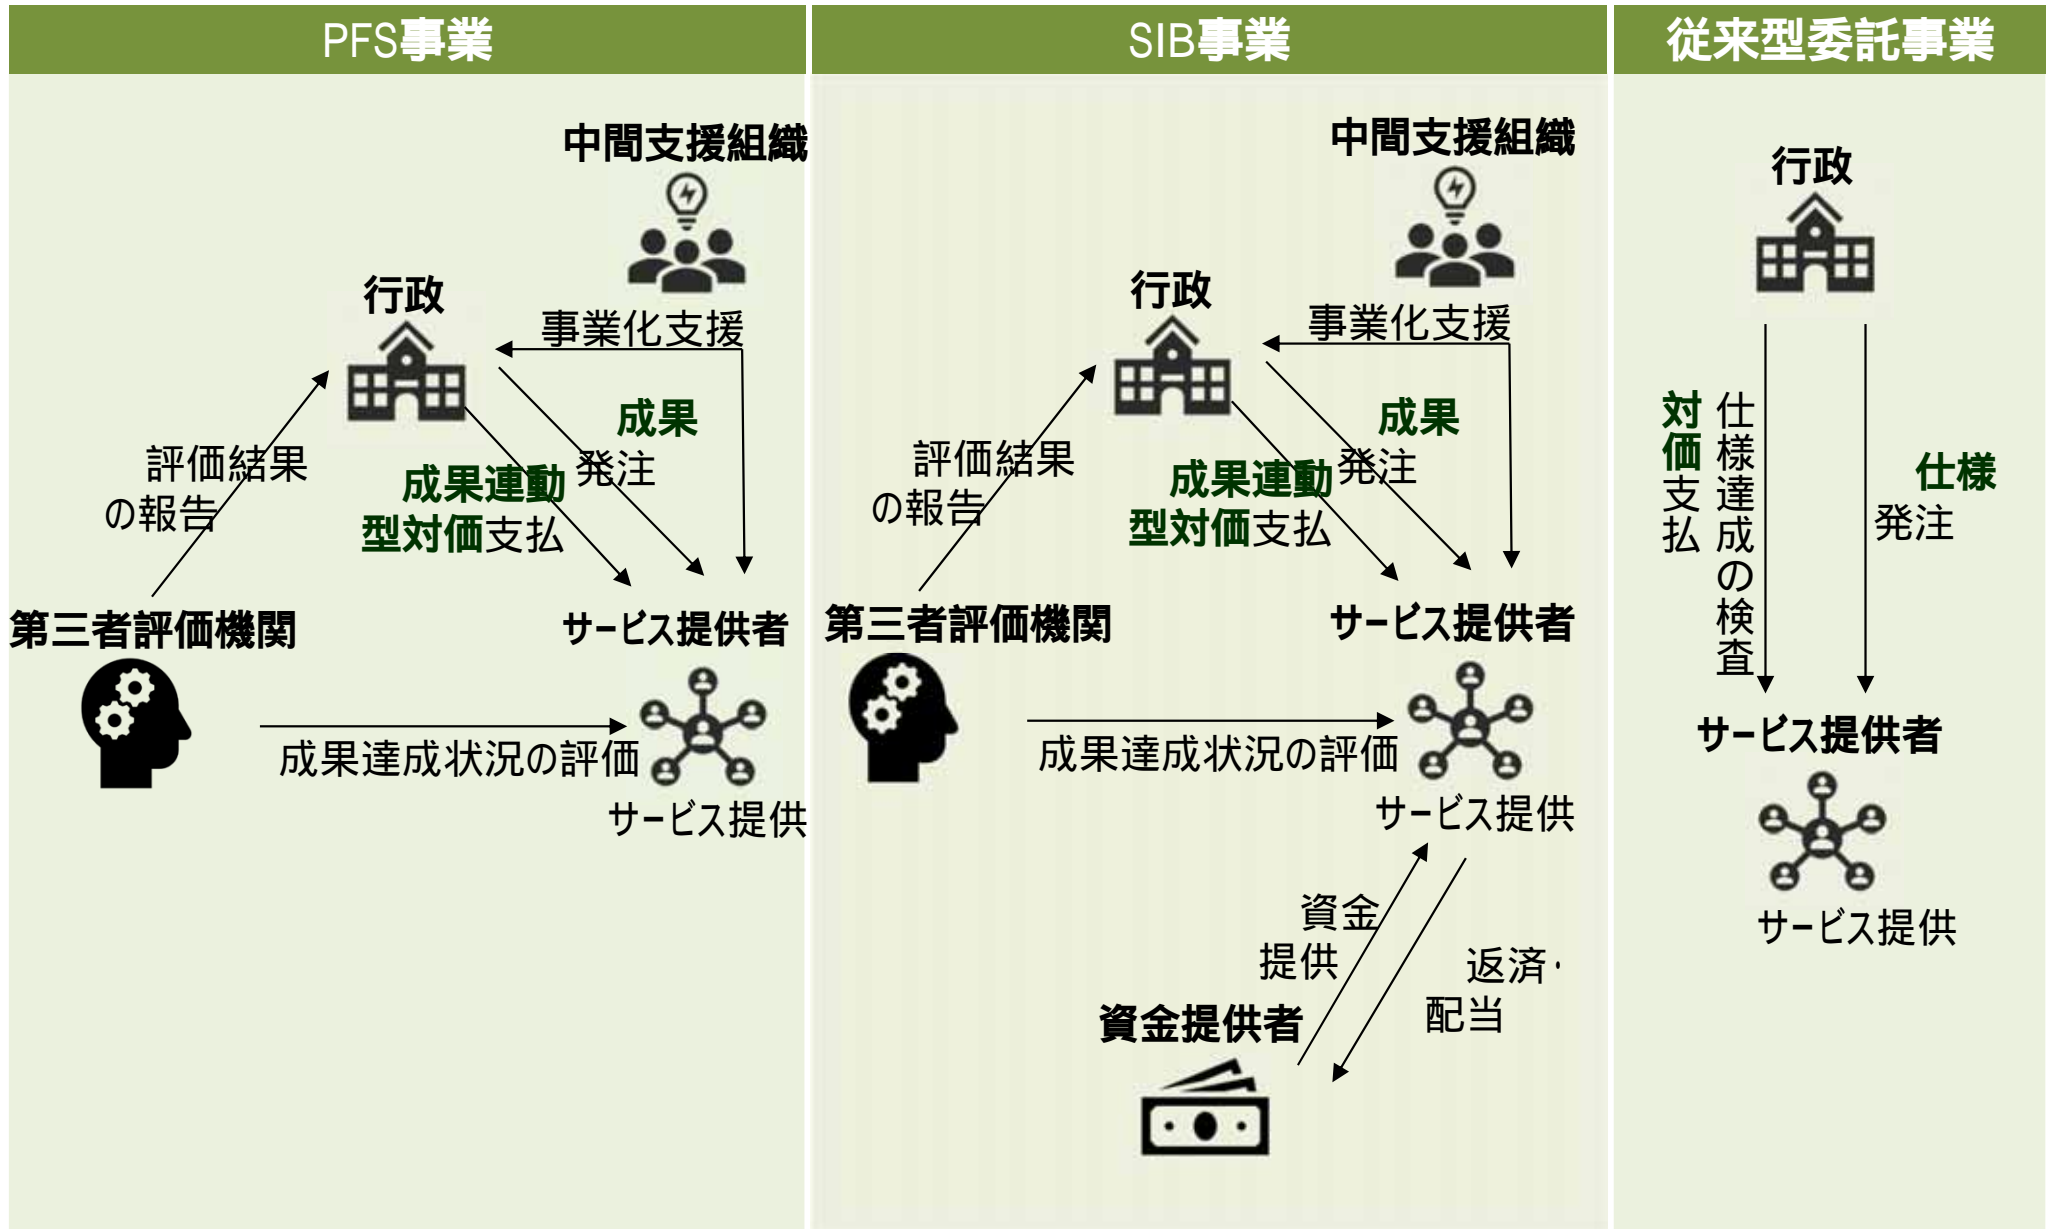 PFS事業
中間支援組織
行政
事業化支援
成果
発注
評価結果
の報告
成果連動
型対価支払
第三者評価機関
サービス提供者
成果達成状況の評価
サービス提供
SIB事業
中間支援組織
行政
事業化支援
成果
発注
評価結果
の報告
成果連動
型対価支払
第三者評価機関
サービス提供者
成果達成状況の評価
サービス提供
資金
提供
返済・
配当
資金提供者
従来型委託事業
行政
仕様達成の検査
対価支払
仕様
発注
サービス提供者
サービス提供